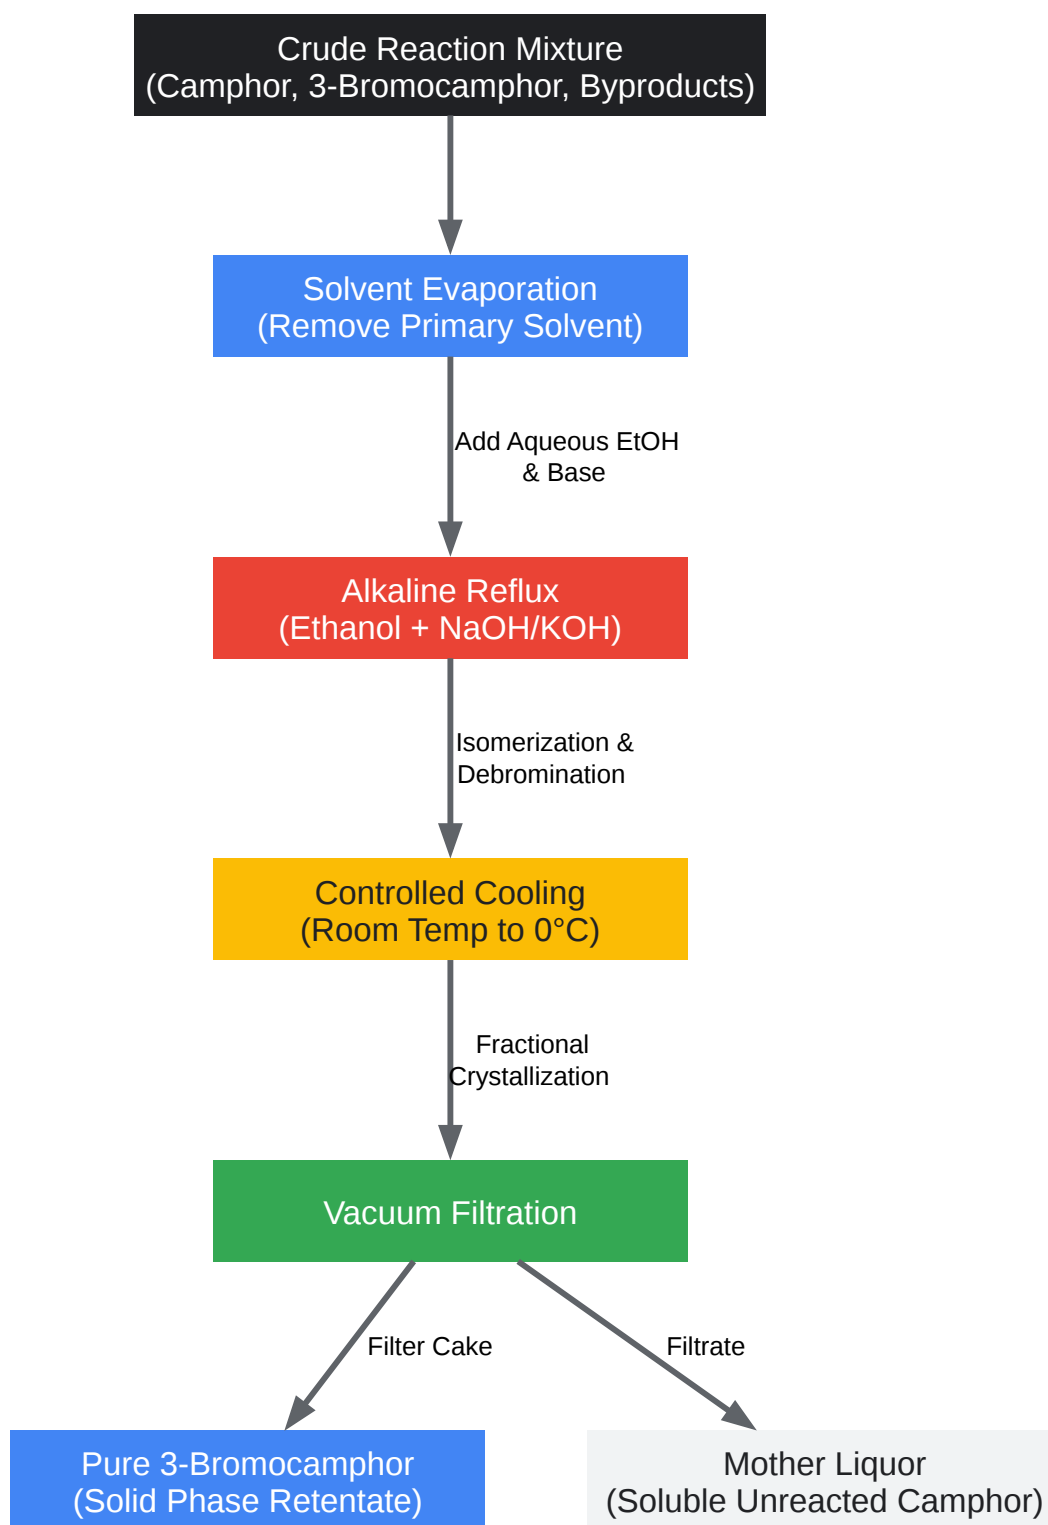 Crude Reaction Mixture
(Camphor, 3-Bromocamphor, Byproducts)
Solvent Evaporation
(Remove Primary Solvent)
Add Aqueous EtOH
& Base
Alkaline Reflux
(Ethanol + NaOH/KOH)
Isomerization &
Debromination
Controlled Cooling
(Room Temp to 0°C)
Fractional
Crystallization
Vacuum Filtration
Filter Cake
Filtrate
Pure 3-Bromocamphor
(Solid Phase Retentate)
Mother Liquor
(Soluble Unreacted Camphor)